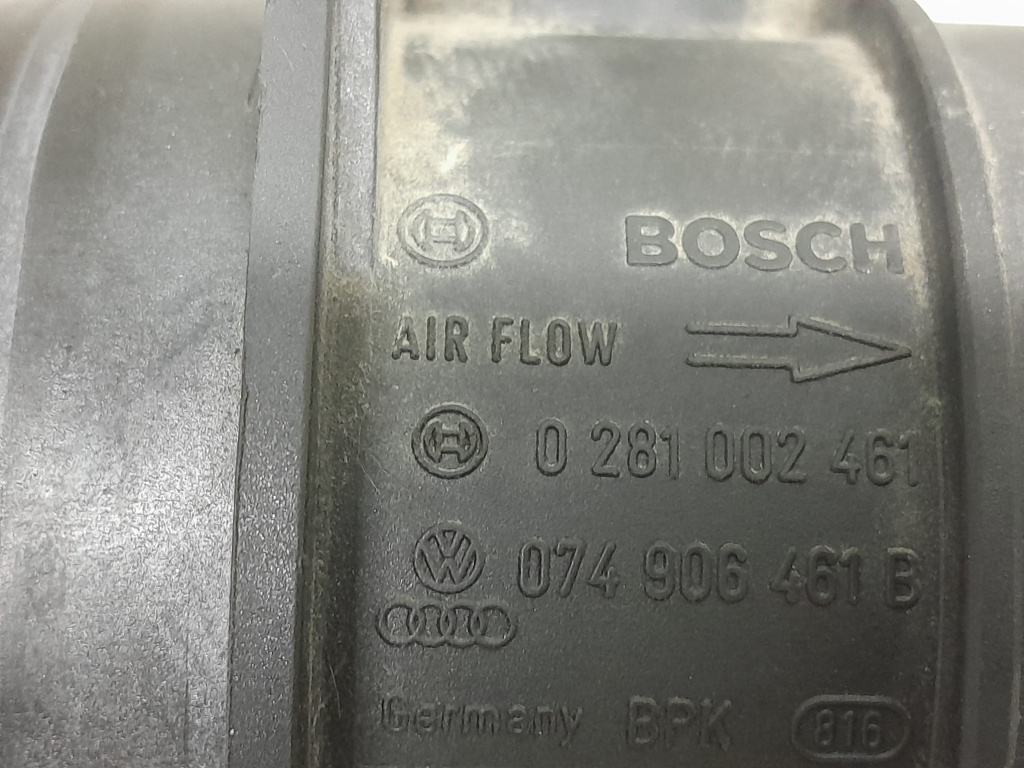 BOSCH
AIR FLOW
0 281 002 461
074 906 461 B
Germany BPK 816